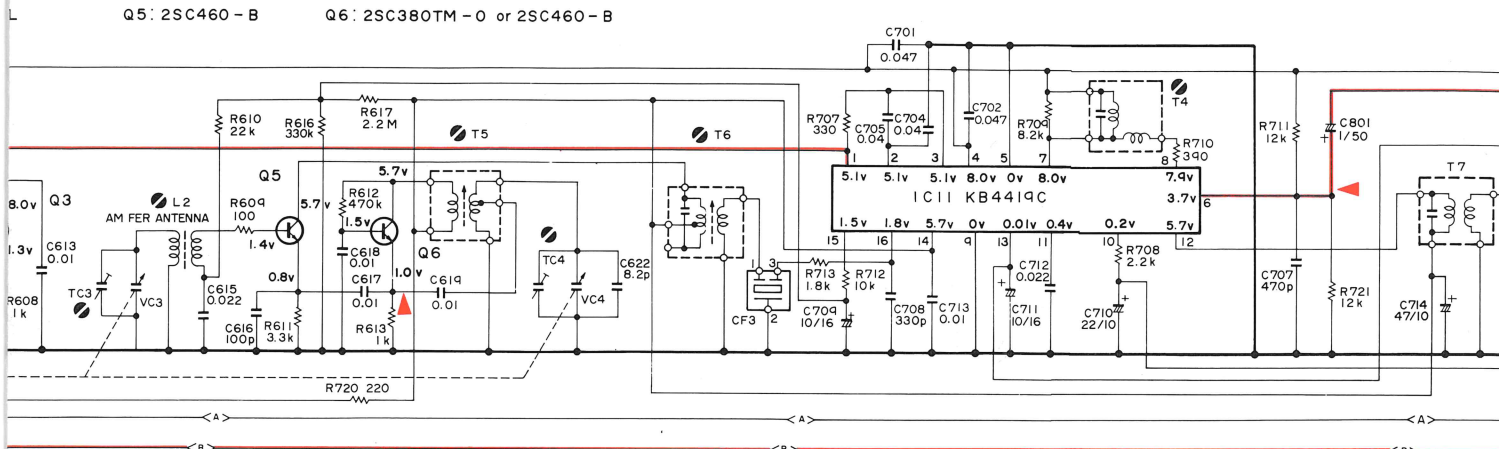 L
Q5: 2SC460-B
Q6: 2SC380TM-O or 2SC460-B
C701
0.047
T4
R610
22k
R616
330k
R617
2.2M
T5
T6
R707
330
C705
0.04
C704
0.04
C702
0.047
R709
8.2k
R710
390
R711
12k
C801
1/50
+
T7
1
2
3
4
5
7
8
5.1v
5.1v
5.1v
8.0v
0v
8.0v
7.9v
IC11 KB4419C
3.7v
6
1.5v
1.8v
5.7v
0v
0.01v
0.4v
0.2v
5.7v
15
16
14
9
13
11
10
12
8.0v
Q3
1.3v
C613
0.01
R608
1k
L2
AM FER ANTENNA
TC3
VC3
C615
0.022
R609
100
Q5
1.4v
5.7v
0.8v
C616
100p
R611
3.3k
R612
470k
1.5v
5.7v
Q6
C618
0.01
C617
0.01
1.0v
C619
0.01
R613
1k
TC4
VC4
C622
8.2p
1
3
CF3
2
R713
1.8k
R712
10k
C709
10/16
+
C708
330p
C713
0.01
+
C711
10/16
C712
0.022
R708
2.2k
C710
22/10
+
C707
470p
R721
12k
C714
47/10
+
R720 220
<A>
<A>
<A>
<B>
<B>